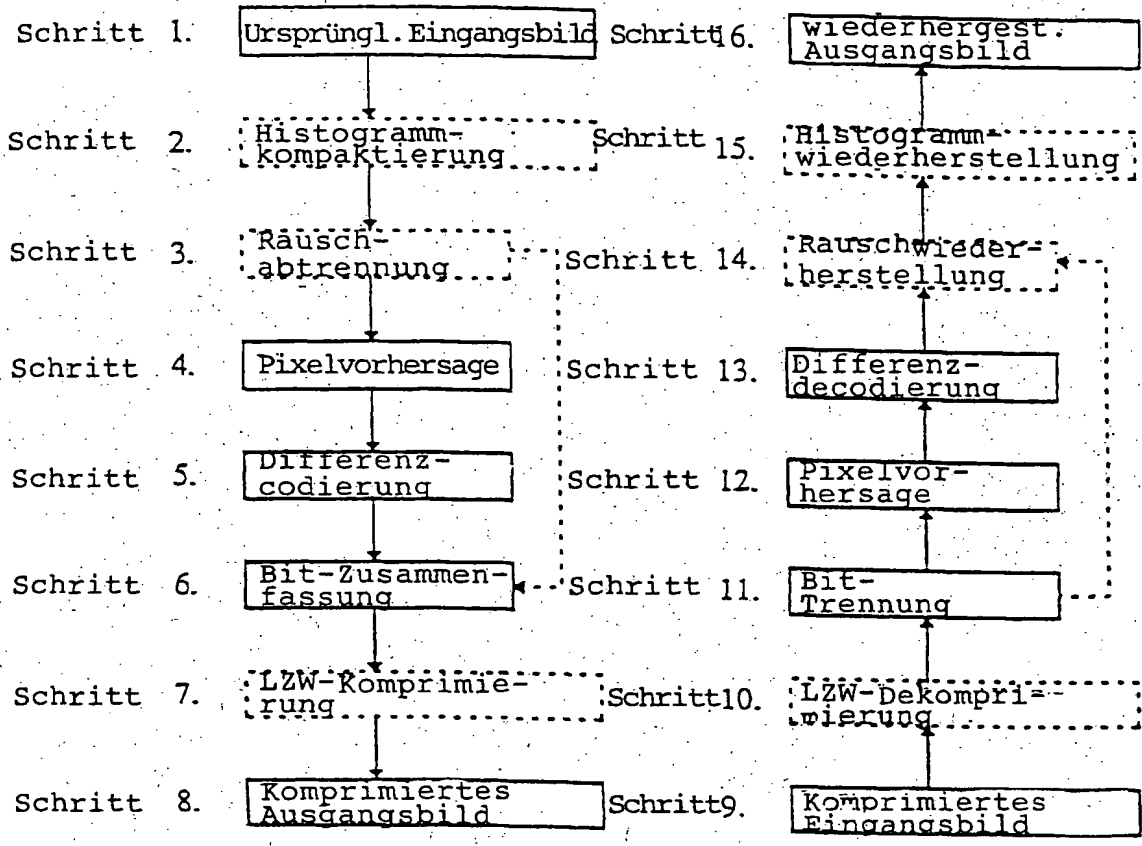 Schritt 1. Ursprüngl.Eingangsbild
Schritt 2. Histogramm-
kompaktierung
Schritt 3. Rausch-
abtrennung
Schritt 4. Pixelvorhersage
Schritt 5. Differenz-
codierung
Schritt 6. Bit-Zusammen-
fassung
Schritt 7. LZW-Komprimie-
rung
Schritt 8. Komprimiertes
Ausgangsbild
Schritt 16. wiederhergest.
Ausgangsbild
Schritt 15. Histogramm-
wiederherstellung
Schritt 14. Rauschwieder-
herstellung
Schritt 13. Differenz-
decodierung
Schritt 12. Pixelvor-
hersage
Schritt 11. Bit-
Trennung
Schritt 10. LZW-Dekompri-
mierung
Schritt 9. Komprimiertes
Eingangsbild